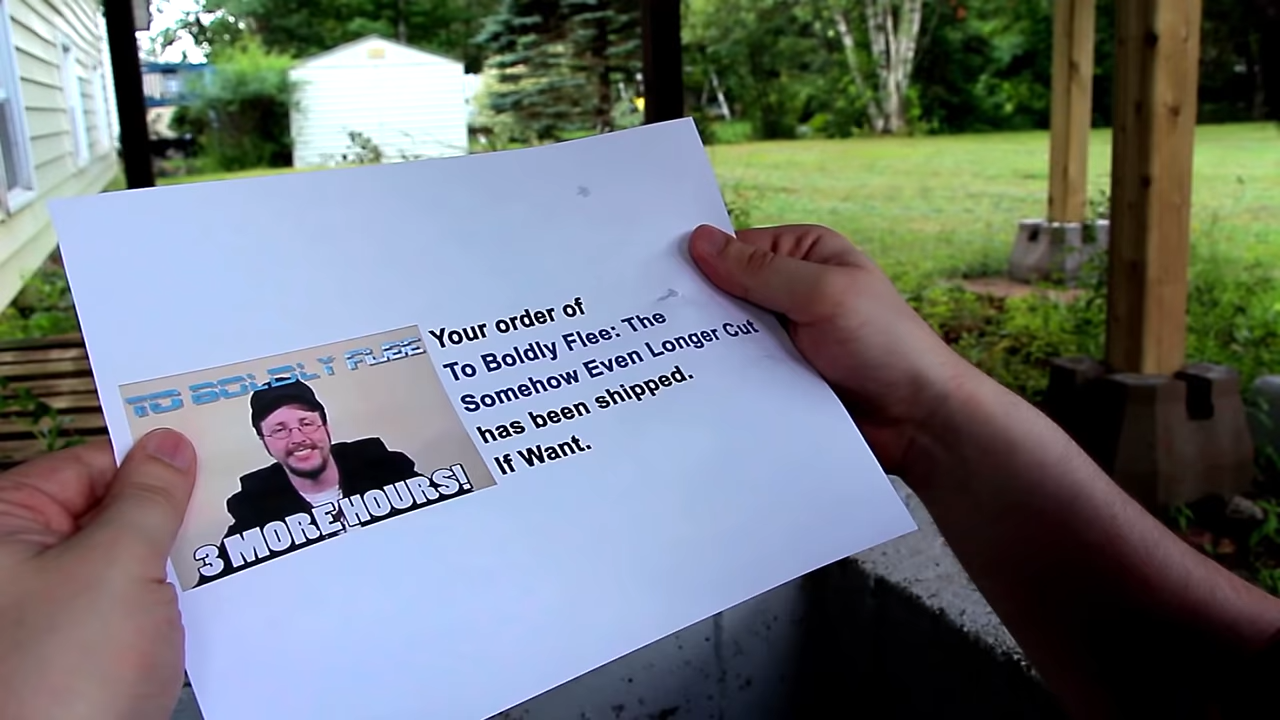 TO BOLDLY FLEE
3 MORE HOURS!
Your order of
To Boldly Flee: The
Somehow Even Longer Cut
has been shipped.
If Want.